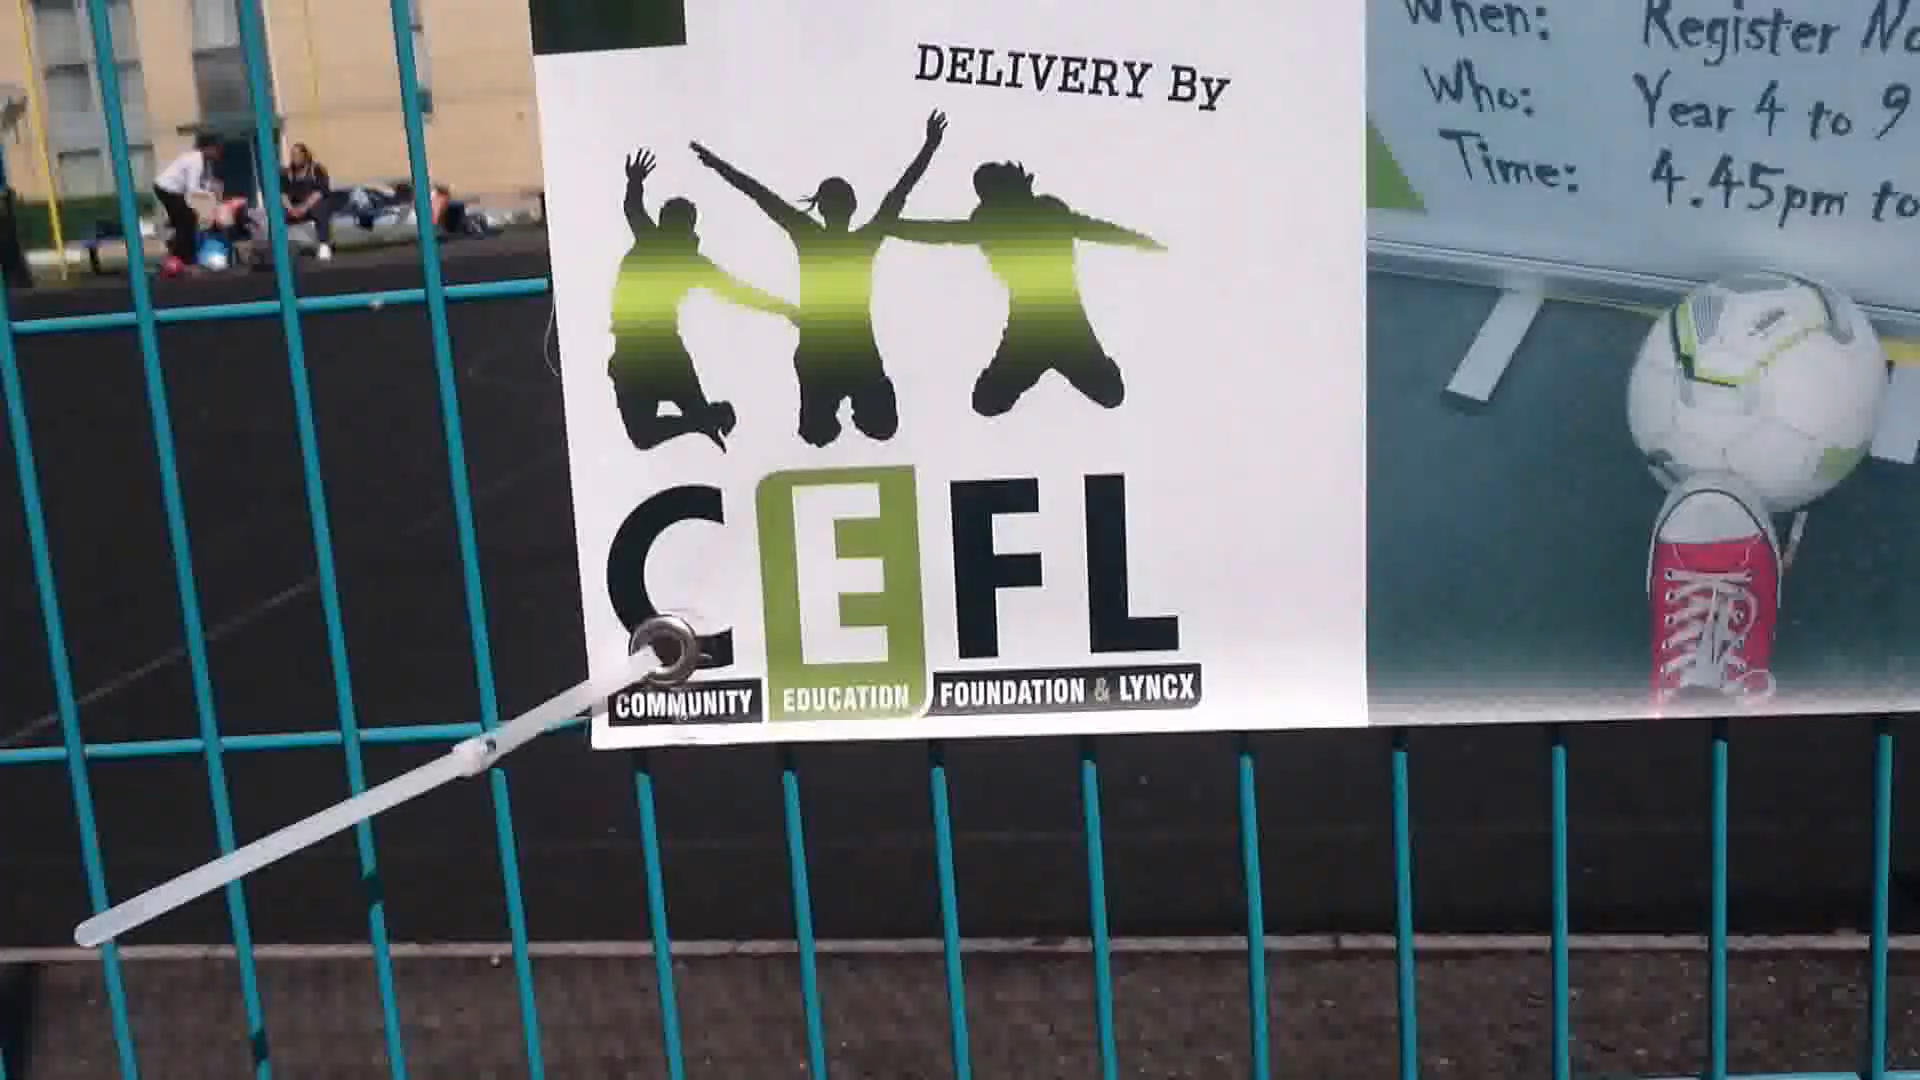 DELIVERY By
CEFL
COMMUNITY EDUCATION FOUNDATION & LYNCX
When: Register
Who: Year 4 to 9
Time: 4.45pm to